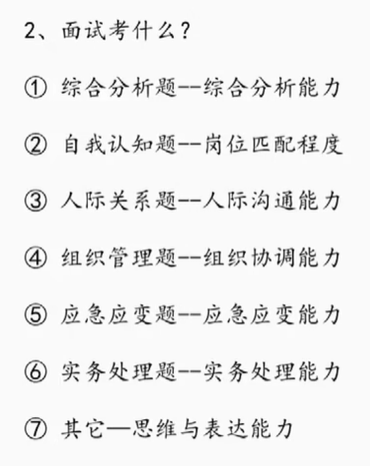 2、面试考什么？
① 综合分析题--综合分析能力
② 自我认知题--岗位匹配程度
③ 人际关系题--人际沟通能力
④ 组织管理题--组织协调能力
⑤ 应急应变题--应急应变能力
⑥ 实务处理题--实务处理能力
⑦ 其它—思维与表达能力